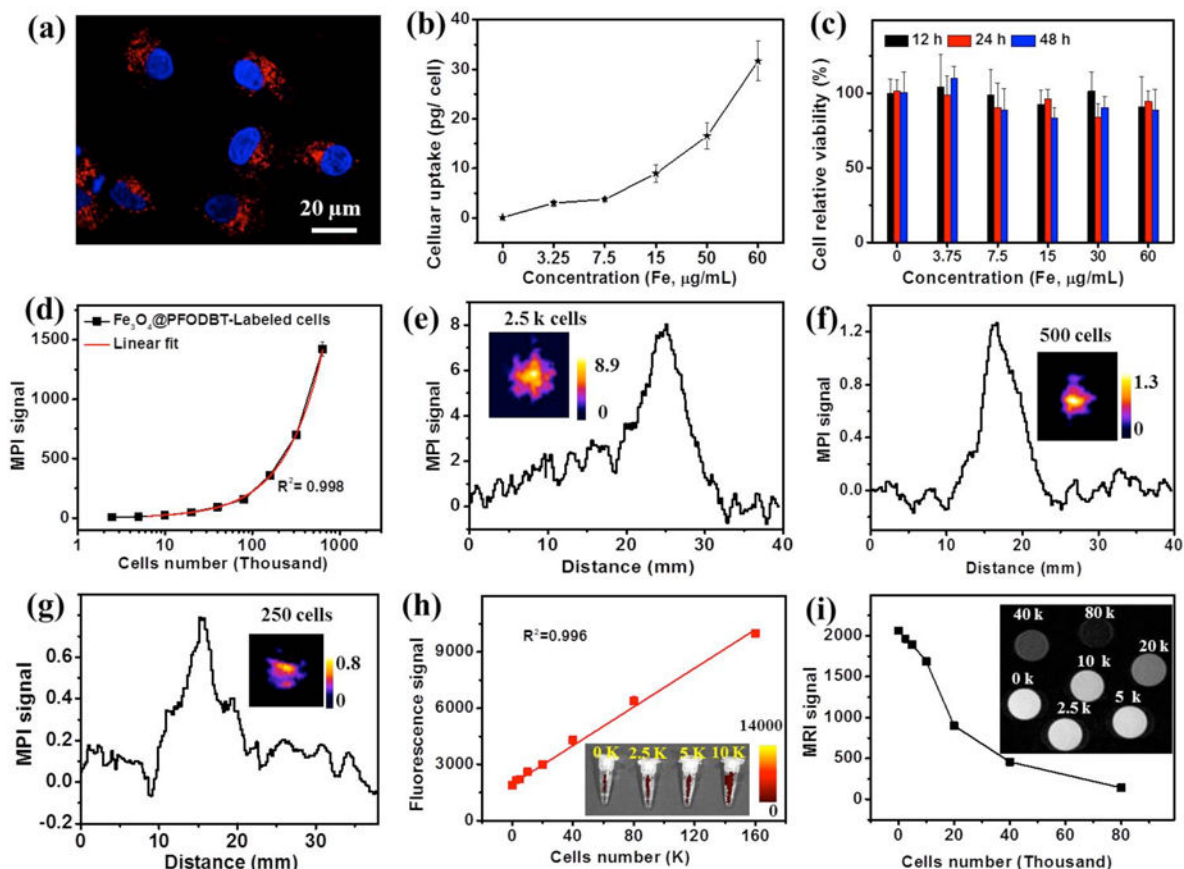 (a)
20 µm
(b)
Celluar uptake (pg/ cell)
40
30
20
10
0
0 3.25 7.5 15 50 60
Concentration (Fe, µg/mL)
(c)
12 h 24 h 48 h
Cell relative viability (%)
100
50
0
0 3.75 7.5 15 30 60
Concentration (Fe, µg/mL)
(d)
Fe₃O₄@PFODBT-Labeled cells
Linear fit
MPI signal
1500
1000
500
0
R²= 0.998
1 10 100 1000
Cells number (Thousand)
(e)
2.5 k cells
8.9
0
MPI signal
8
6
4
2
0
0 10 20 30 40
Distance (mm)
(f)
500 cells
1.3
0
MPI signal
1.2
0.8
0.4
0.0
0 10 20 30 40
Distance (mm)
(g)
250 cells
0.8
0
MPI signal
0.8
0.6
0.4
0.2
0.0
-0.2
0 10 20 30
Distance (mm)
(h)
R²=0.996
Fluorescence signal
9000
6000
3000
0
14000
0
0 K 2.5 K 5 K 10 K
0 40 80 120 160
Cells number (K)
(i)
MRI signal
2000
1500
1000
500
0
40 k 80 k
20 k
10 k
0 k
2.5 k 5 k
0 20 40 60 80
Cells number (Thousand)